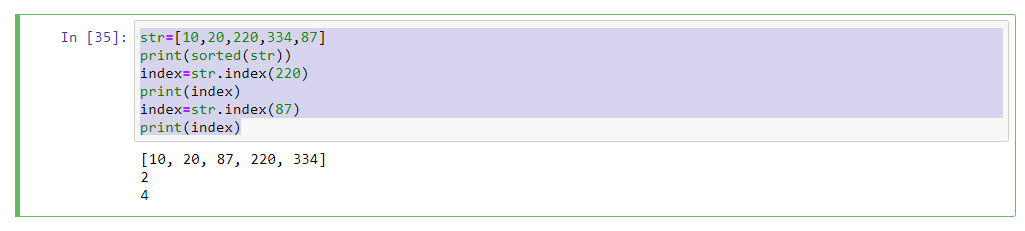 In [35]: str=[10,20,220,334,87]
print(sorted(str))
index=str.index(220)
print(index)
index=str.index(87)
print(index)
[10, 20, 87, 220, 334]
2
4